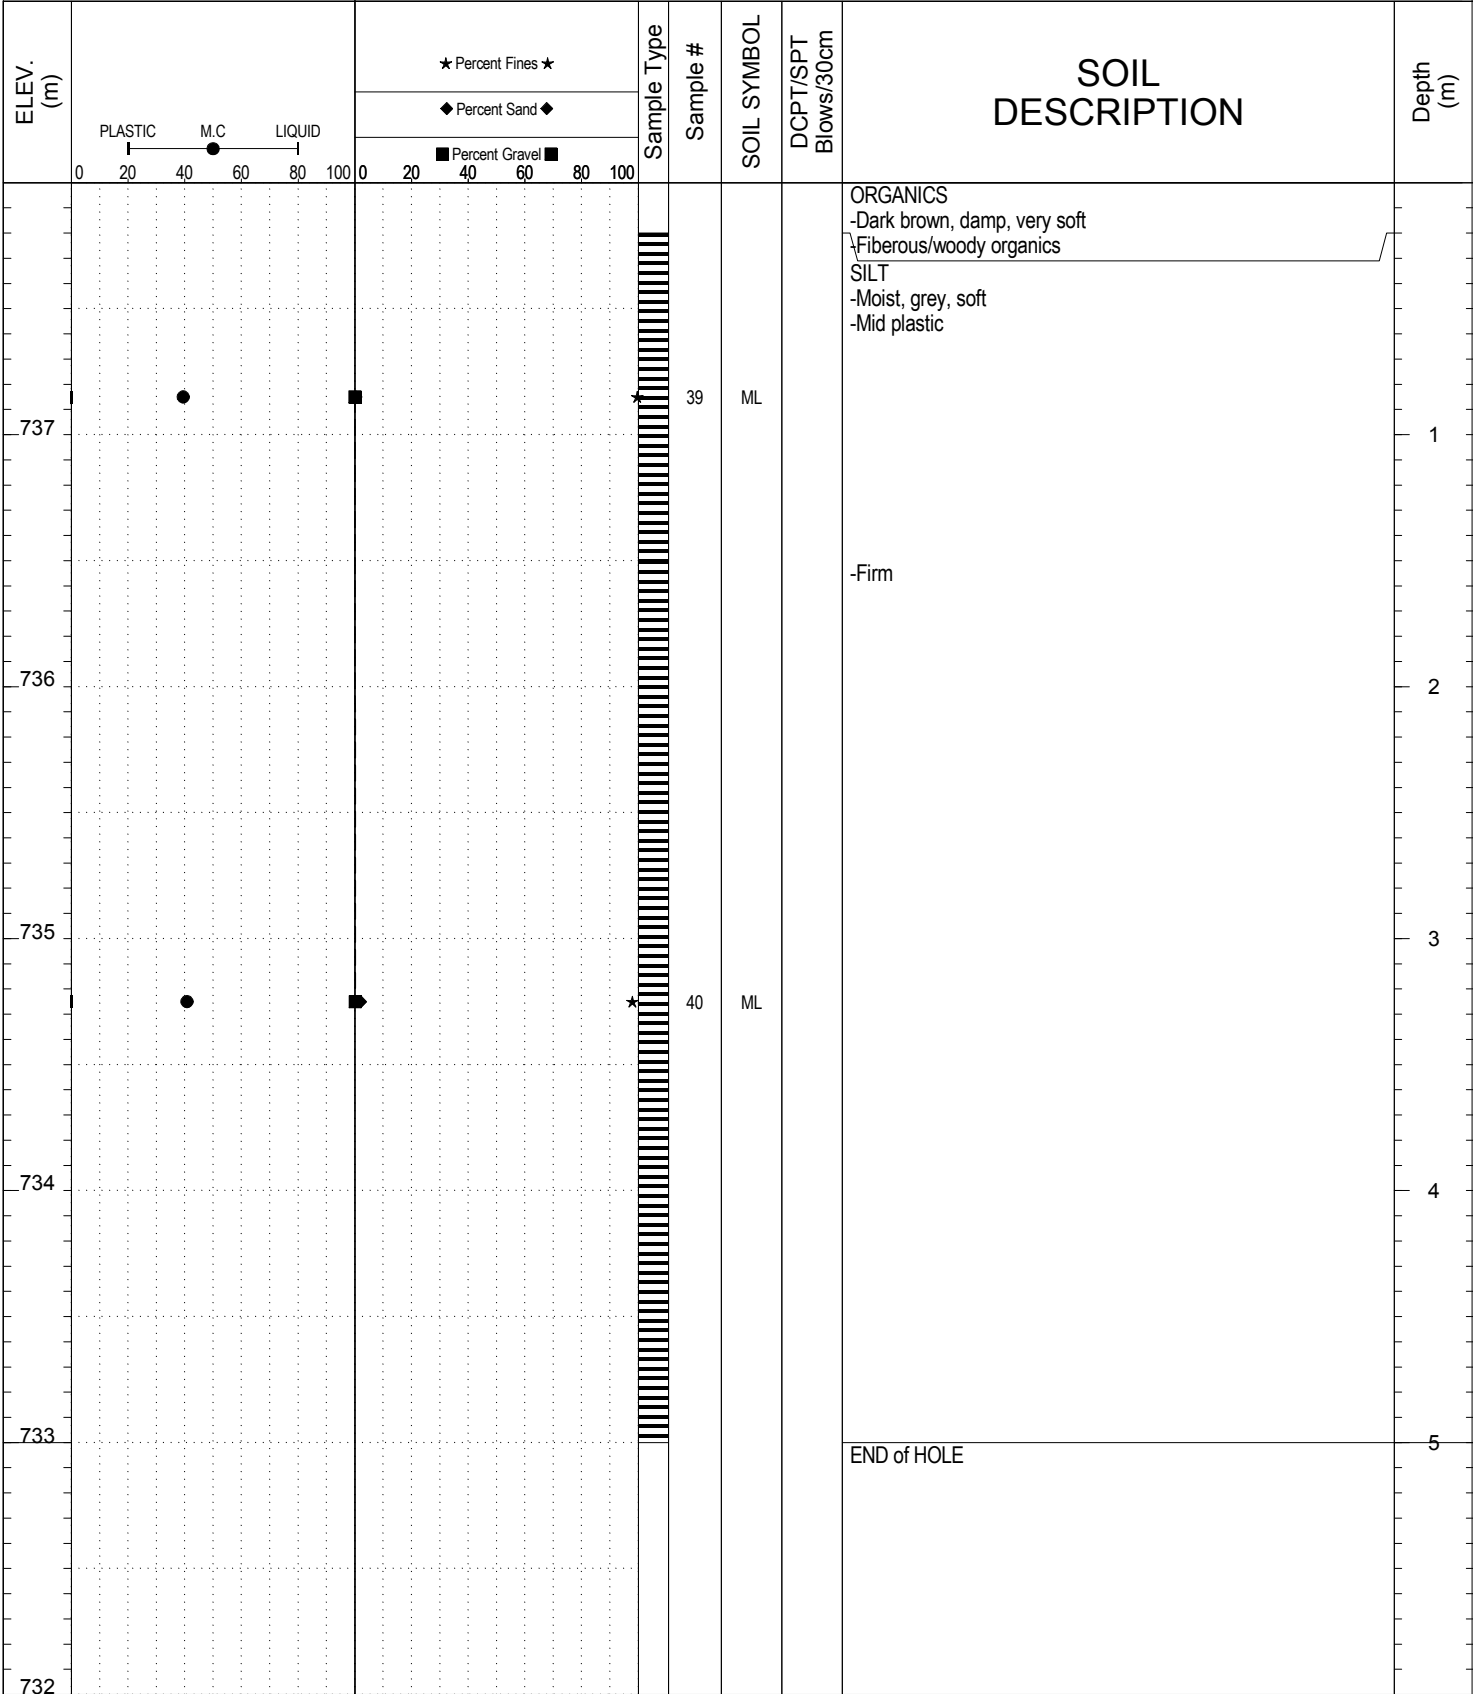 ELEV.
(m)
PLASTIC M.C LIQUID
0 20 40 60 80 100
★ Percent Fines ★
◆ Percent Sand ◆
■ Percent Gravel ■
0 20 40 60 80 100
Sample Type
Sample #
SOIL SYMBOL
DCPT/SPT
Blows/30cm
SOIL
DESCRIPTION
Depth
(m)
ORGANICS
-Dark brown, damp, very soft
-Fiberous/woody organics
SILT
-Moist, grey, soft
-Mid plastic
39 ML
737 1
-Firm
736 2
735 3
40 ML
734 4
733 5
END of HOLE
732